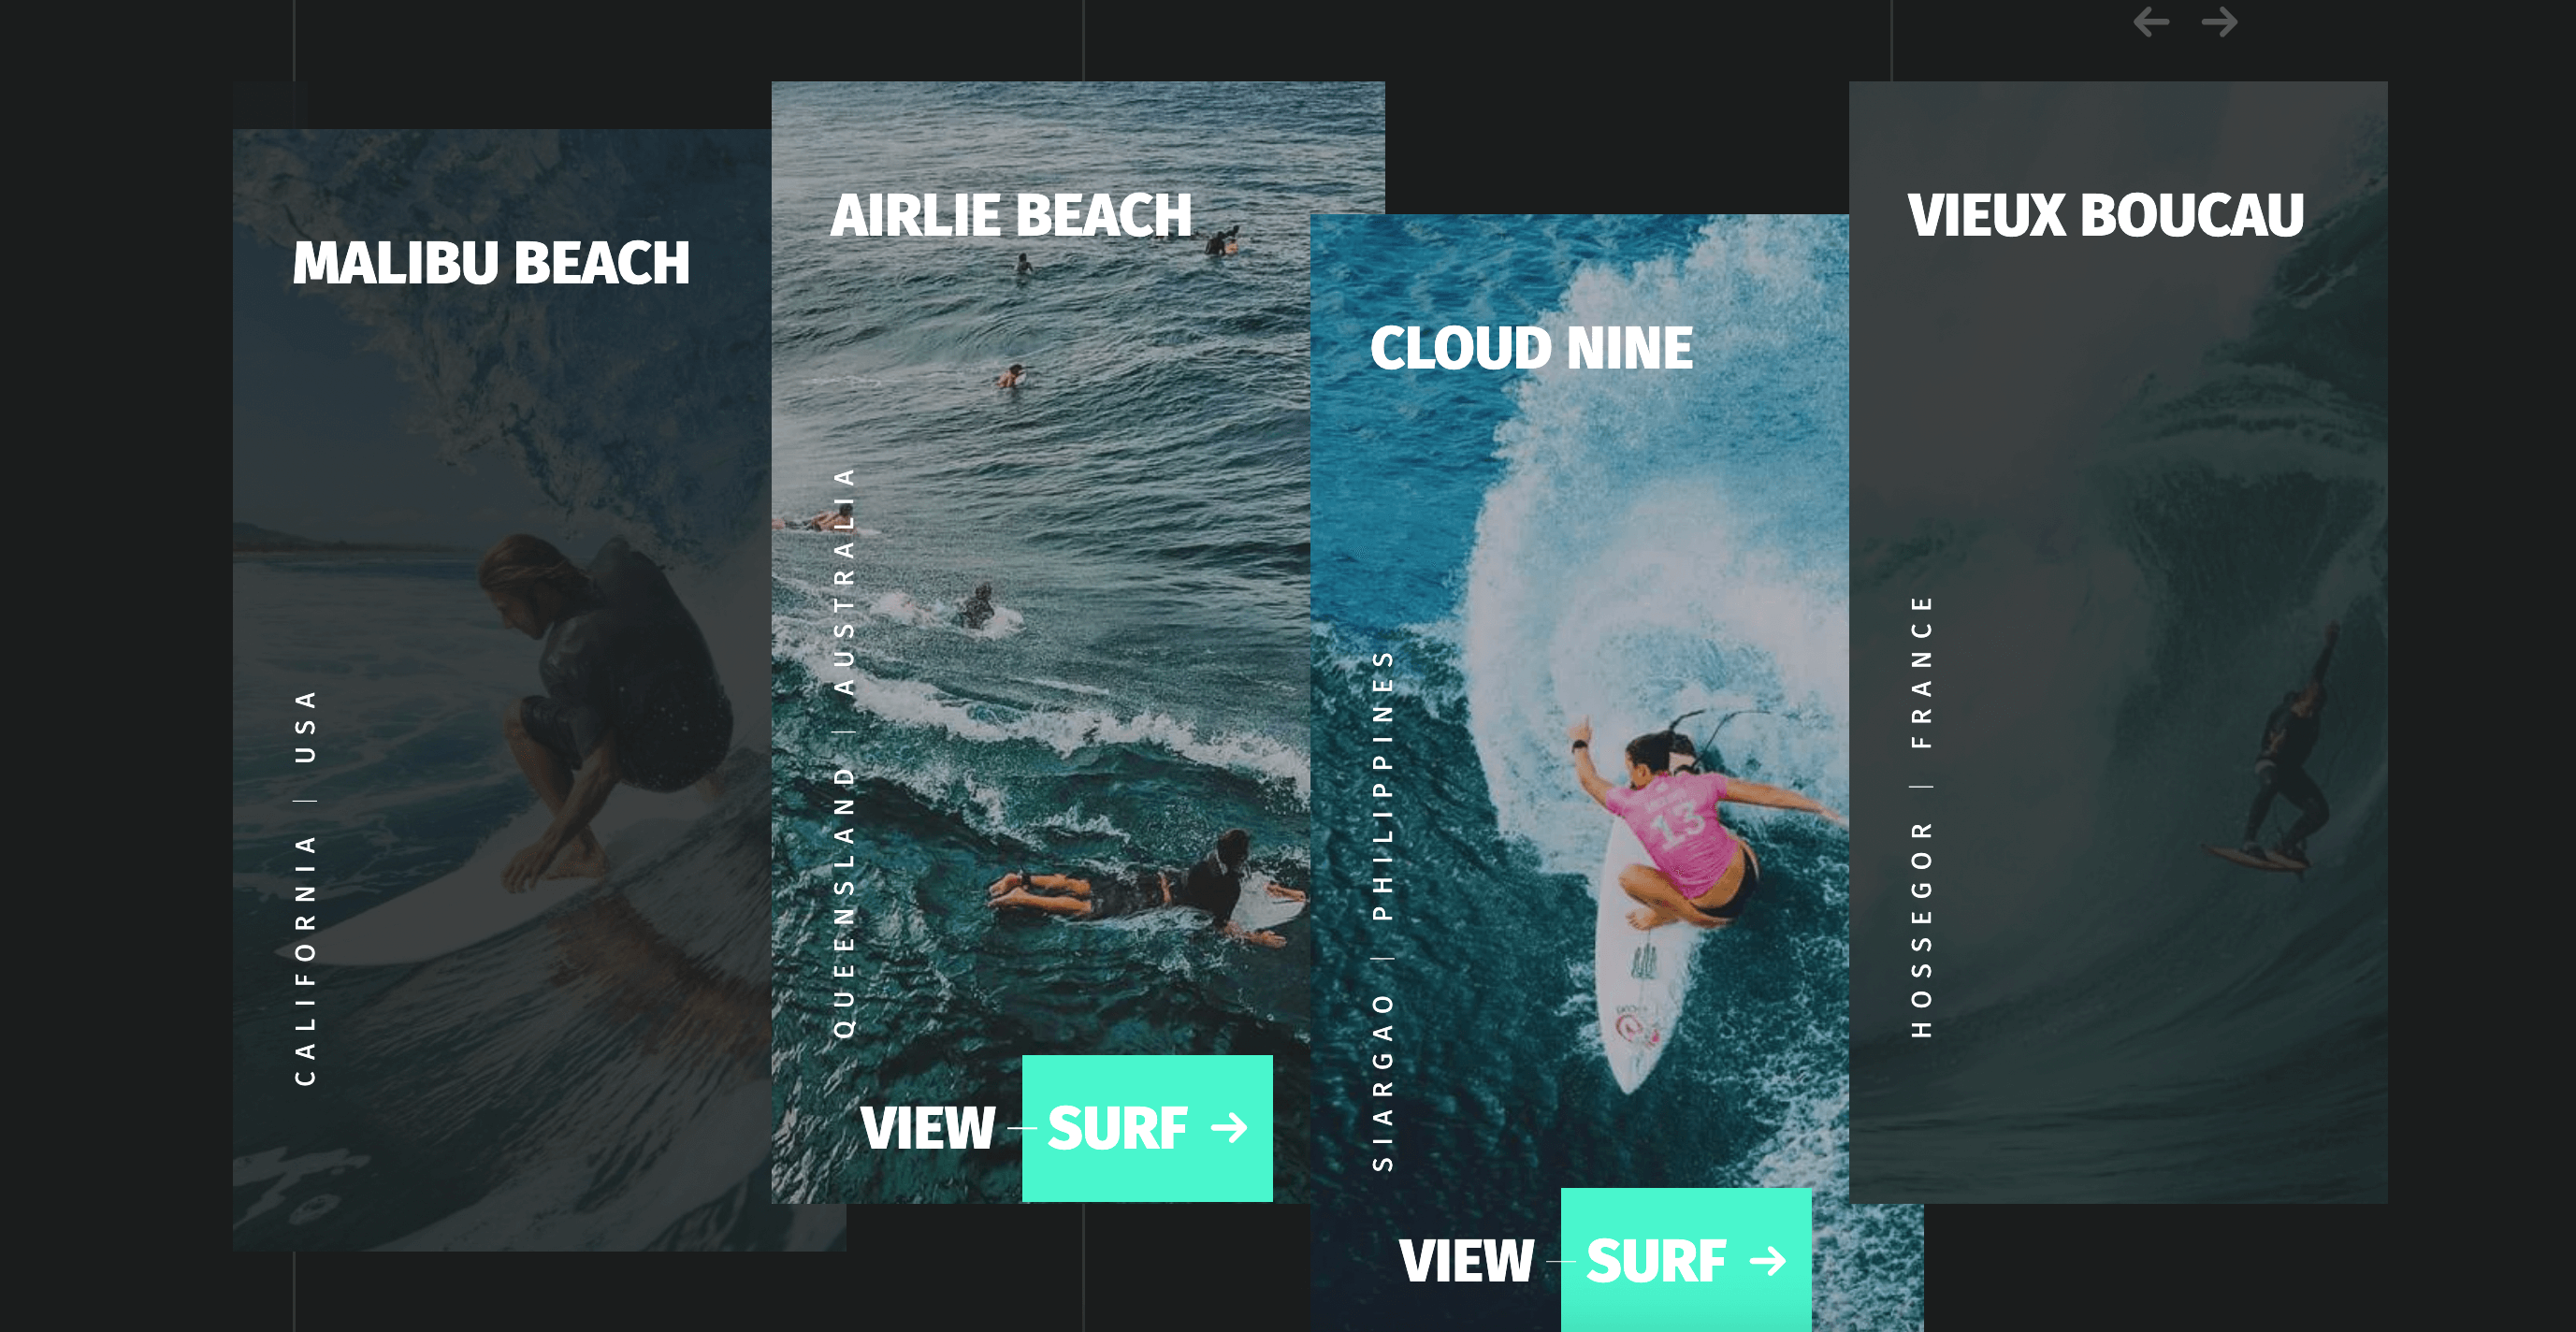 MALIBU BEACH
CALIFORNIA | USA
AIRLIE BEACH
QUEENSLAND | AUSTRALIA
VIEW — SURF →
CLOUD NINE
SIARGAO | PHILIPPINES
13
VIEW — SURF →
VIEUX BOUCAU
HOSSEGOR | FRANCE